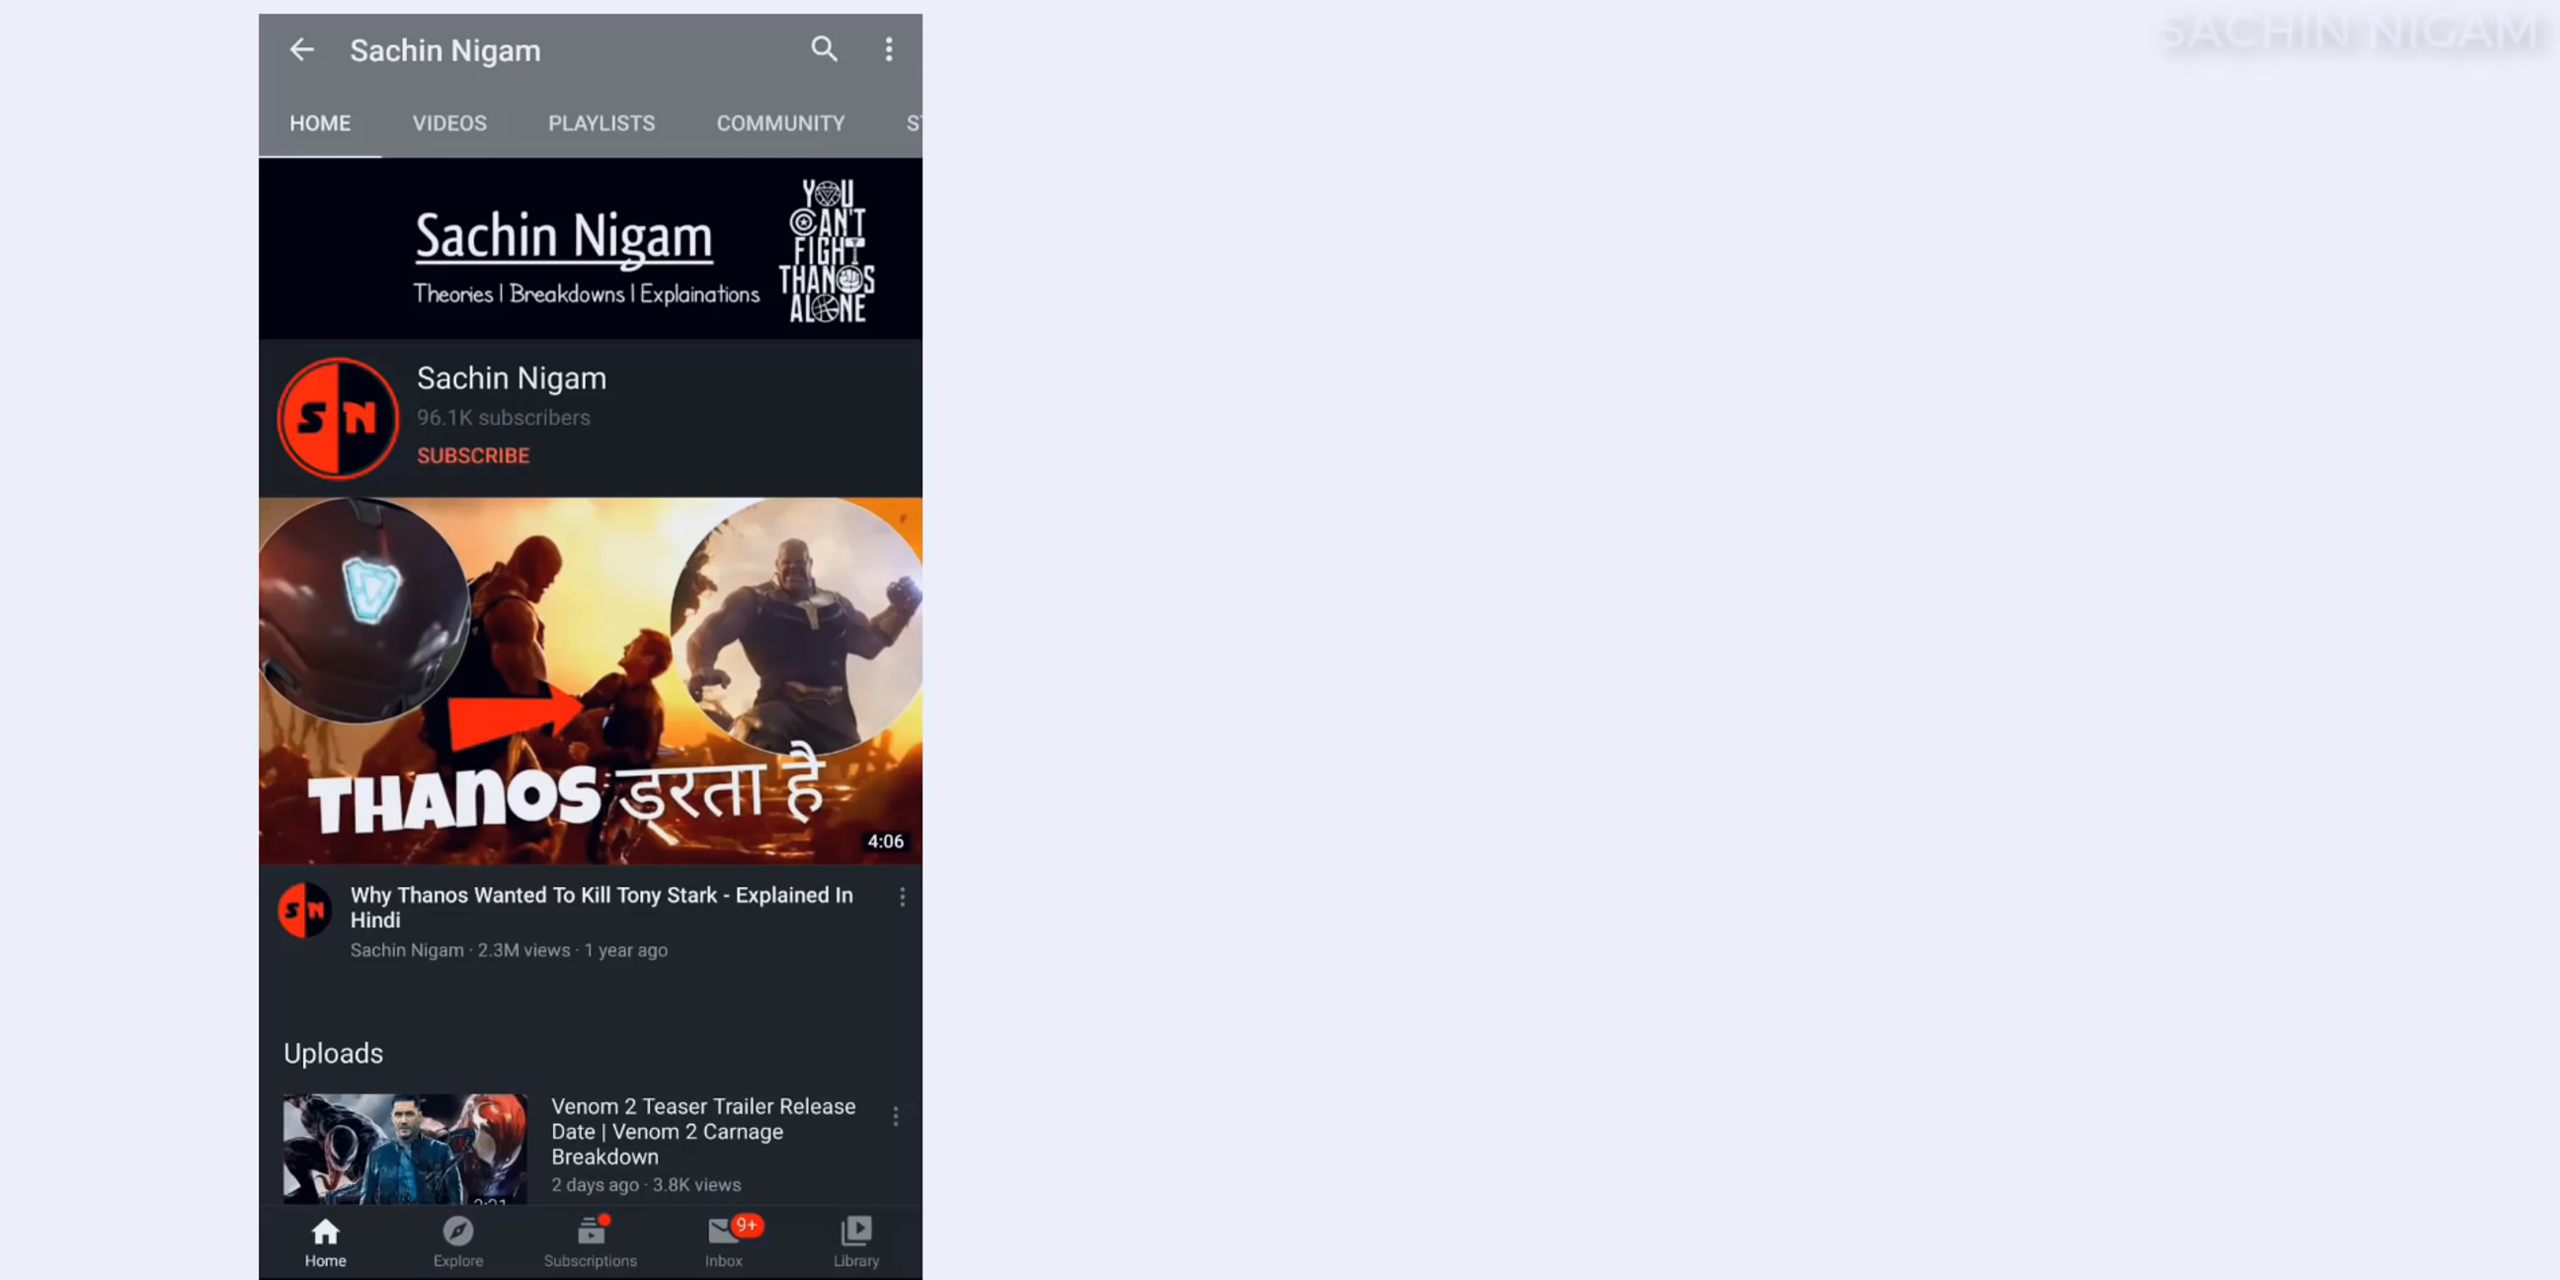 SACHIN NIGAM
Sachin Nigam
HOME VIDEOS PLAYLISTS COMMUNITY
Sachin Nigam
Theories | Breakdowns | Explainations
YOU
CAN'T
FIGHT
THANOS
ALONE
S N
Sachin Nigam
96.1K subscribers
SUBSCRIBE
THANOS ड्रता है
4:06
S N
Why Thanos Wanted To Kill Tony Stark - Explained In
Hindi
Sachin Nigam · 2.3M views · 1 year ago
Uploads
Venom 2 Teaser Trailer Release
Date | Venom 2 Carnage
Breakdown
2 days ago · 3.8K views
9+
Home Explore Subscriptions Inbox Library